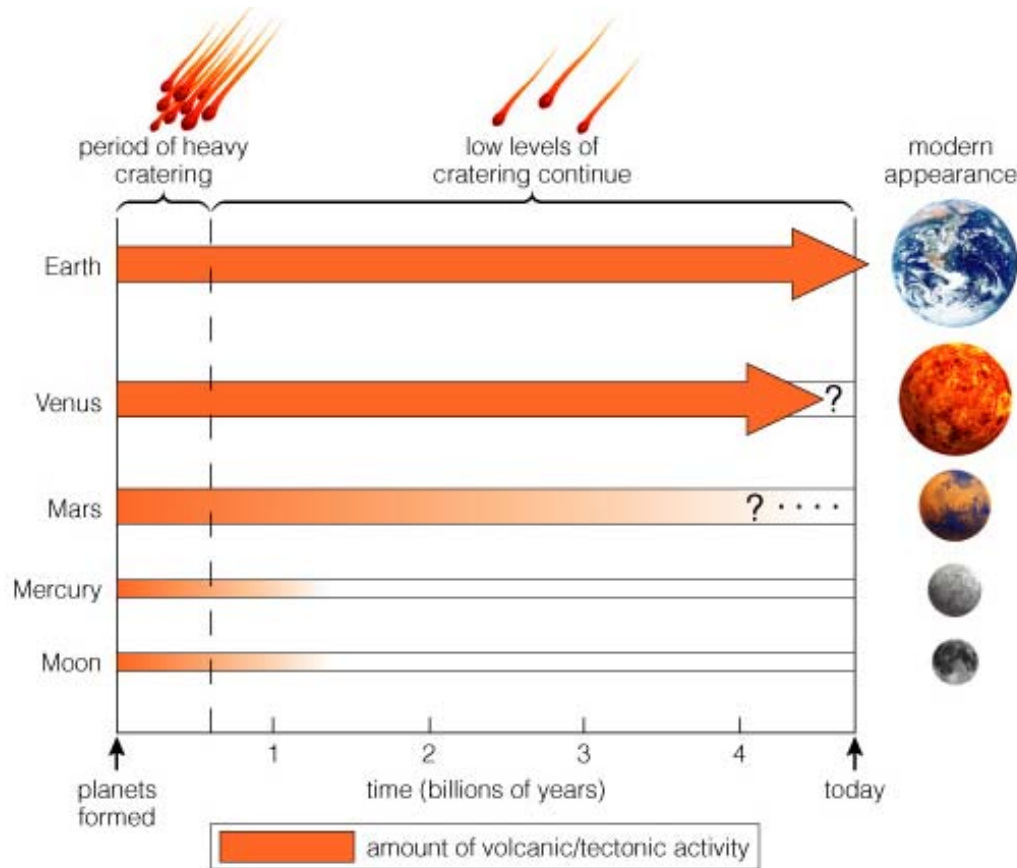 period of heavy
cratering
low levels of
cratering continue
modern
appearance
Earth
Venus
?
Mars
? ····
Mercury
Moon
1
2
3
4
planets
formed
time (billions of years)
today
amount of volcanic/tectonic activity